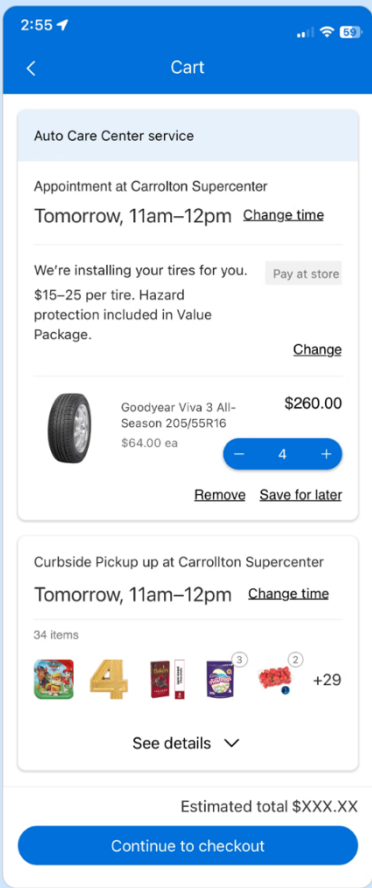 2:55
59
Cart
Auto Care Center service
Appointment at Carrolton Supercenter
Tomorrow, 11am–12pm Change time
We're installing your tires for you. Pay at store
$15–25 per tire. Hazard
protection included in Value
Package.
Change
Goodyear Viva 3 All-
Season 205/55R16
$260.00
$64.00 ea
− 4 +
Remove Save for later
Curbside Pickup up at Carrollton Supercenter
Tomorrow, 11am–12pm Change time
34 items
4
3
2
+29
See details
Estimated total $XXX.XX
Continue to checkout